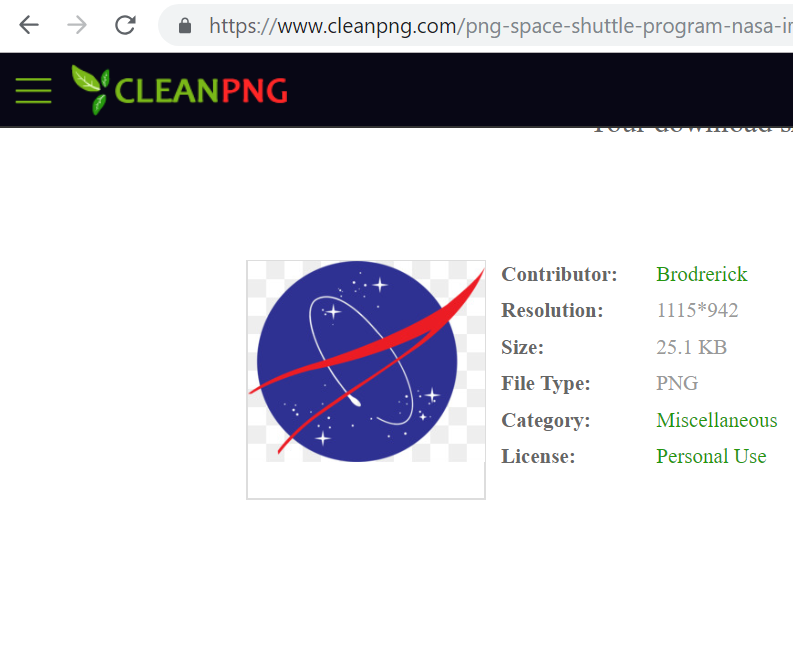 https://www.cleanpng.com/png-space-shuttle-program-nasa-in
CLEANPNG
Your download
Contributor: Brodrerick
Resolution: 1115*942
Size: 25.1 KB
File Type: PNG
Category: Miscellaneous
License: Personal Use